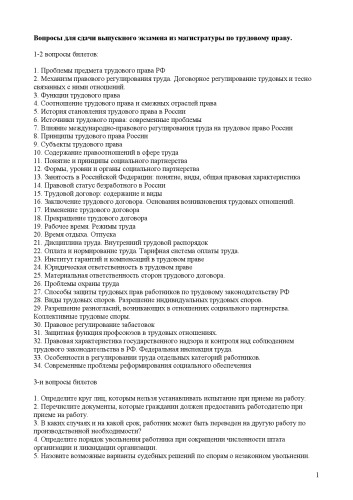 Вопросы для сдачи выпускного экзамена из магистратуры по трудовому праву.
1-2 вопросы билетов:
1. Проблемы предмета трудового права РФ
2. Механизм правового регулирования труда. Договорное регулирование трудовых и тесно
связанных с ними отношений.
3. Функции трудового права
4. Соотношение трудового права и смежных отраслей права
5. История становления трудового права в России
6. Источники трудового права: современные проблемы
7. Влияние международно-правового регулирования труда на трудовое право России
8. Принципы трудового права России
9. Субъекты трудового права
10. Содержание правоотношений в сфере труда
11. Понятие и принципы социального партнерства
12. Формы, уровни и органы социального партнерства
13. Занятость в Российской Федерации: понятие, виды, общая правовая характеристика
14. Правовой статус безработного в России
15. Трудовой договор: содержание и виды
16. Заключение трудового договора. Основания возникновения трудовых отношений.
17. Изменение трудового договора
18. Прекращение трудового договора
19. Рабочее время. Режимы труда
20. Время отдыха. Отпуска
21. Дисциплина труда. Внутренний трудовой распорядок
22. Оплата и нормирование труда. Тарифная система оплаты труда.
23. Институт гарантий и компенсаций в трудовом праве
24. Юридическая ответственность в трудовом праве
25. Материальная ответственность сторон трудового договора.
26. Проблемы охраны труда
27. Способы защиты трудовых прав работников по трудовому законодательству РФ
28. Виды трудовых споров. Разрешение индивидуальных трудовых споров.
29. Разрешение разногласий, возникающих в отношениях социального партнерства.
Коллективные трудовые споры.
30. Правовое регулирование забастовок
31. Защитная функция профсоюзов в трудовых отношениях.
32. Правовая характеристика государственного надзора и контроля над соблюдением
трудового законодательства в РФ. Федеральная инспекция труда
33. Особенности в регулировании труда отдельных категорий работников.
34. Современные проблемы реформирования социального обеспечения
3-и вопросы билетов
1. Определите круг лиц, которым нельзя устанавливать испытание при приеме на работу.
2. Перечислите документы, которые гражданин должен предоставить работодателю при
приеме на работу.
3. В каких случаях и на какой срок, работник может быть переведен на другую работу по
производственной необходимости?
4. Определите порядок увольнения работника при сокращении численности штата
организации и ликвидации организации.
5. Назовите возможные варианты судебных решений по спорам о незаконном увольнении.
1